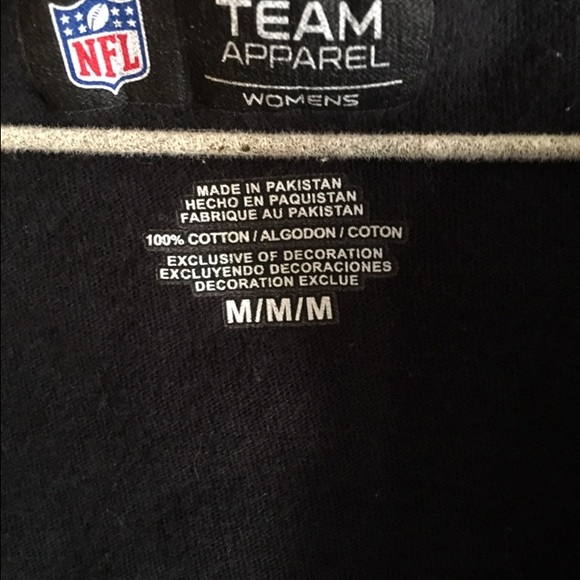 NFL
TEAM
APPAREL
WOMENS
MADE IN PAKISTAN
HECHO EN PAQUISTAN
FABRIQUE AU PAKISTAN
100% COTTON / ALGODON / COTON
EXCLUSIVE OF DECORATION
EXCLUYENDO DECORACIONES
DECORATION EXCLUE
M/M/M